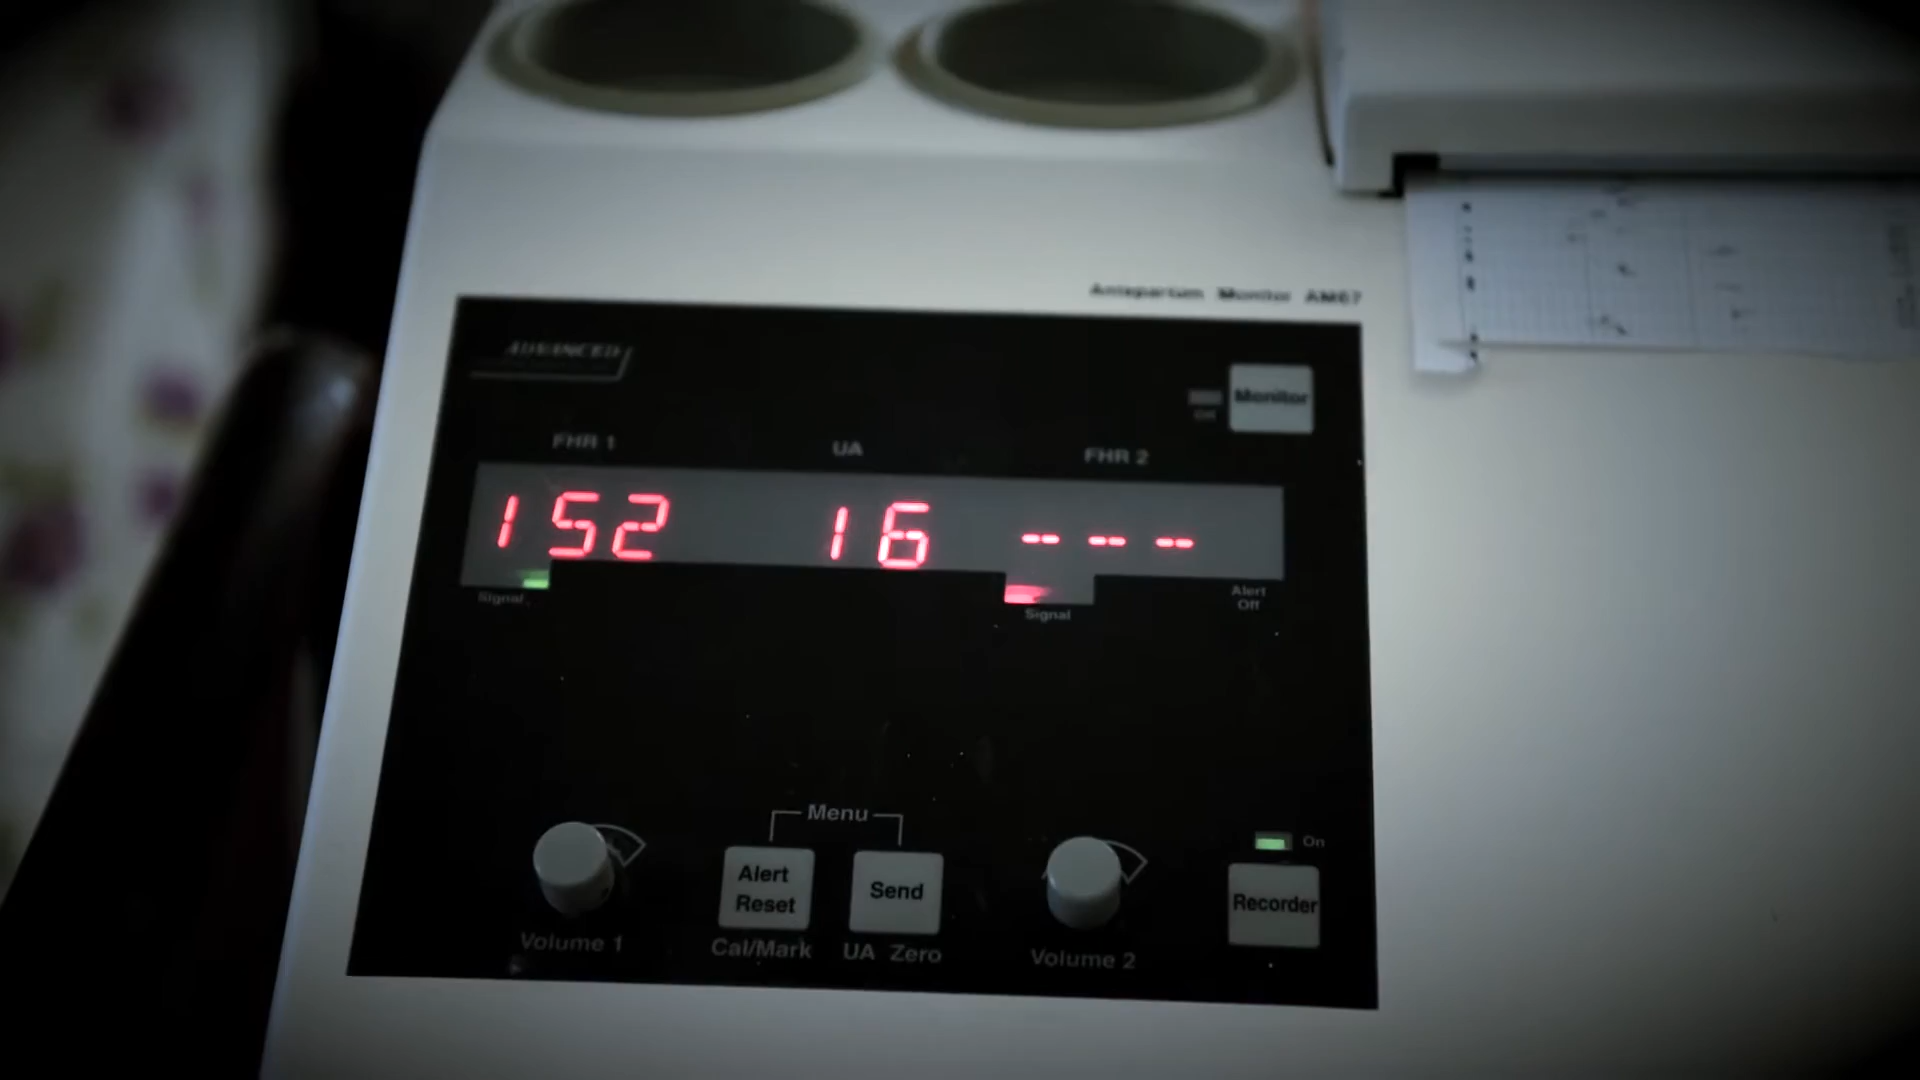 Antepartum Monitor AM67
ADVANCED
Monitor
Off
FHR 1
UA
FHR 2
152
16
---
Signal
Signal
Alert
Off
Menu
On
Alert
Reset
Send
Recorder
Volume 1
Cal/Mark
UA Zero
Volume 2